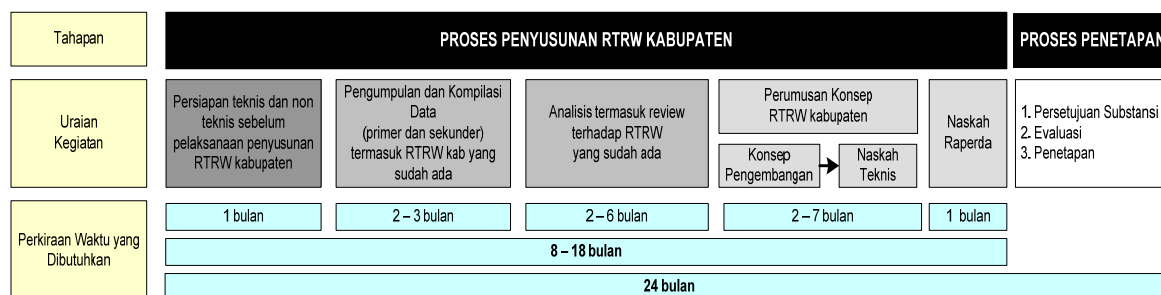 Tahapan
PROSES PENYUSUNAN RTRW KABUPATEN
PROSES PENETAPAN
Uraian
Kegiatan
Persiapan teknis dan non
teknis sebelum
pelaksanaan penyusunan
RTRW kabupaten
Pengumpulan dan Kompilasi
Data
(primer dan sekunder)
termasuk RTRW kab yang
sudah ada
Analisis termasuk review
terhadap RTRW
yang sudah ada
Perumusan Konsep
RTRW kabupaten
Konsep
Pengembangan
Naskah
Teknis
Naskah
Raperda
1. Persetujuan Substansi
2. Evaluasi
3. Penetapan
Perkiraan Waktu yang
Dibutuhkan
1 bulan
2 – 3 bulan
2 – 6 bulan
2 – 7 bulan
1 bulan
8 – 18 bulan
24 bulan